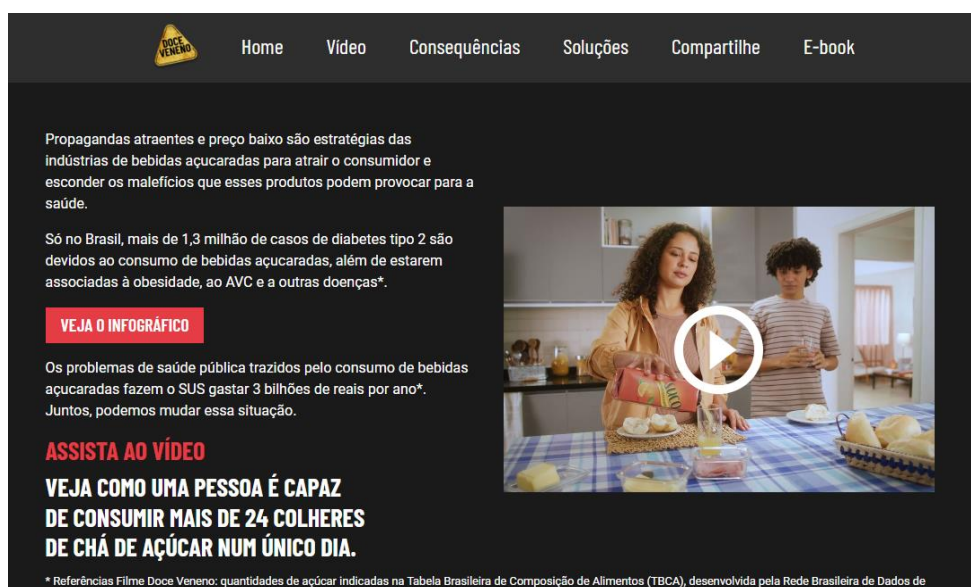 DOCE
VENENO
Home Vídeo Consequências Soluções Compartilhe E-book
Propagandas atraentes e preço baixo são estratégias das
indústrias de bebidas açucaradas para atrair o consumidor e
esconder os malefícios que esses produtos podem provocar para a
saúde.
Só no Brasil, mais de 1,3 milhão de casos de diabetes tipo 2 são
devidos ao consumo de bebidas açucaradas, além de estarem
associadas à obesidade, ao AVC e a outras doenças*.
VEJA O INFOGRÁFICO
Os problemas de saúde pública trazidos pelo consumo de bebidas
açucaradas fazem o SUS gastar 3 bilhões de reais por ano*.
Juntos, podemos mudar essa situação.
ASSISTA AO VÍDEO
VEJA COMO UMA PESSOA É CAPAZ
DE CONSUMIR MAIS DE 24 COLHERES
DE CHÁ DE AÇÚCAR NUM ÚNICO DIA.
* Referências Filme Doce Veneno: quantidades de açúcar indicadas na Tabela Brasileira de Composição de Alimentos (TBCA), desenvolvida pela Rede Brasileira de Dados de